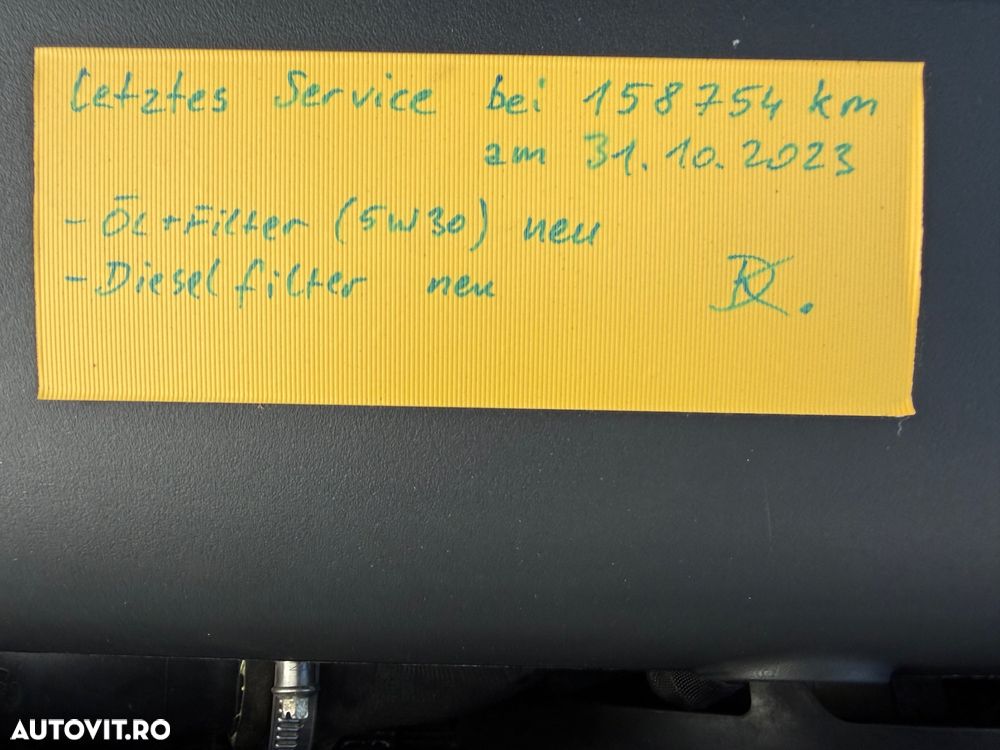 Letztes Service bei 158754 km
am 31.10.2023
- Öl + Filter (5W30) neu
- Dieselfilter neu
AUTOVIT.RO